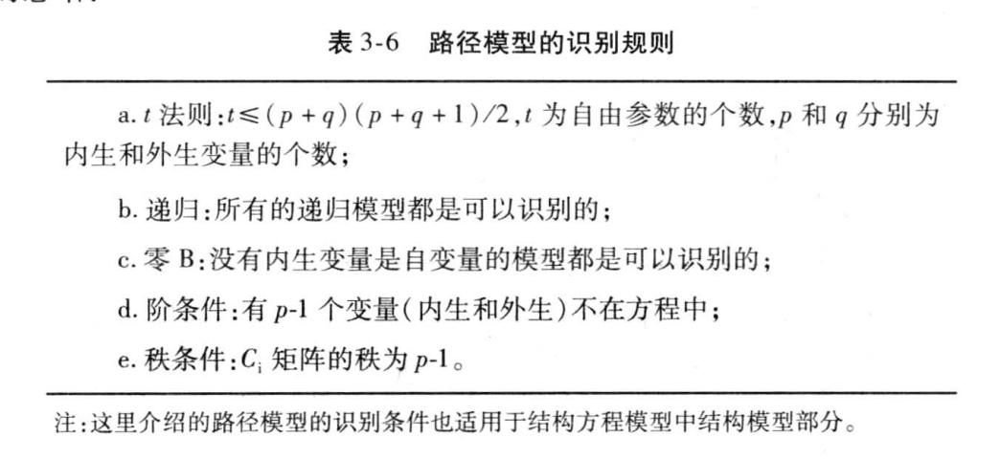 表 3-6 路径模型的识别规则
a. t 法则:t≤(p + q)(p + q + 1)/2,t 为自由参数的个数,p 和 q 分别为
内生和外生变量的个数;
b. 递归:所有的递归模型都是可以识别的;
c. 零 B:没有内生变量是自变量的模型都是可以识别的;
d. 阶条件:有 p-1 个变量(内生和外生)不在方程中;
e. 秩条件:Ci 矩阵的秩为 p-1。
注:这里介绍的路径模型的识别条件也适用于结构方程模型中结构模型部分。